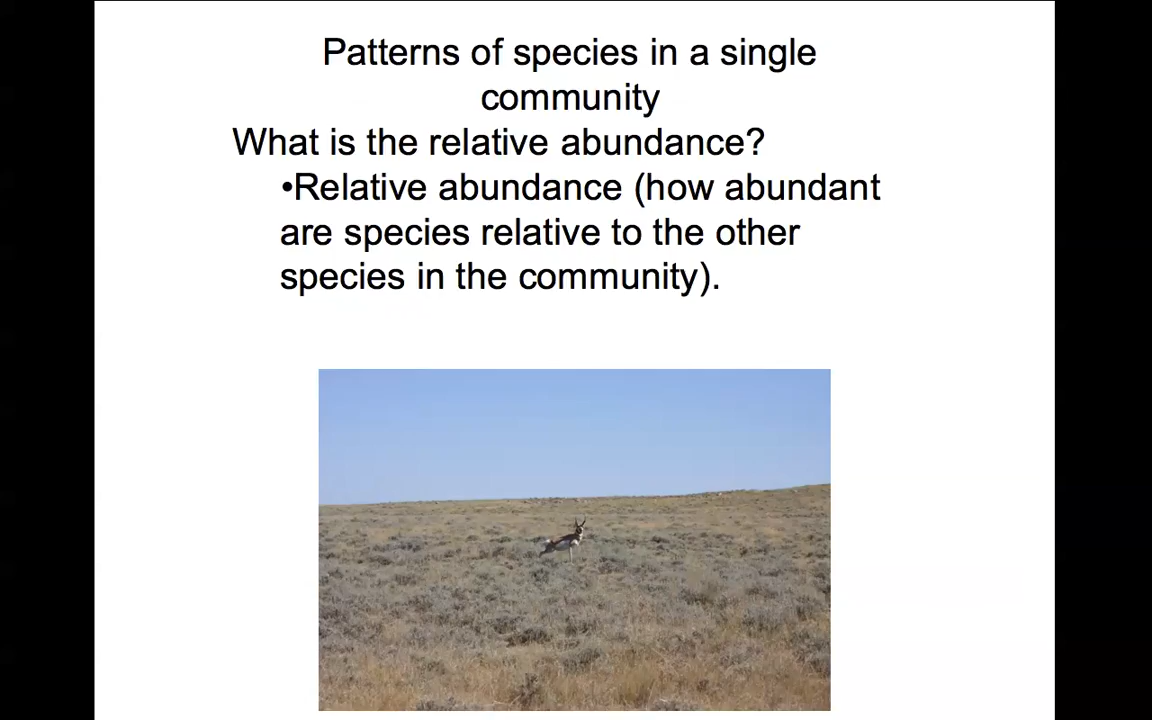 Patterns of species in a single
community
What is the relative abundance?
•Relative abundance (how abundant
are species relative to the other
species in the community).